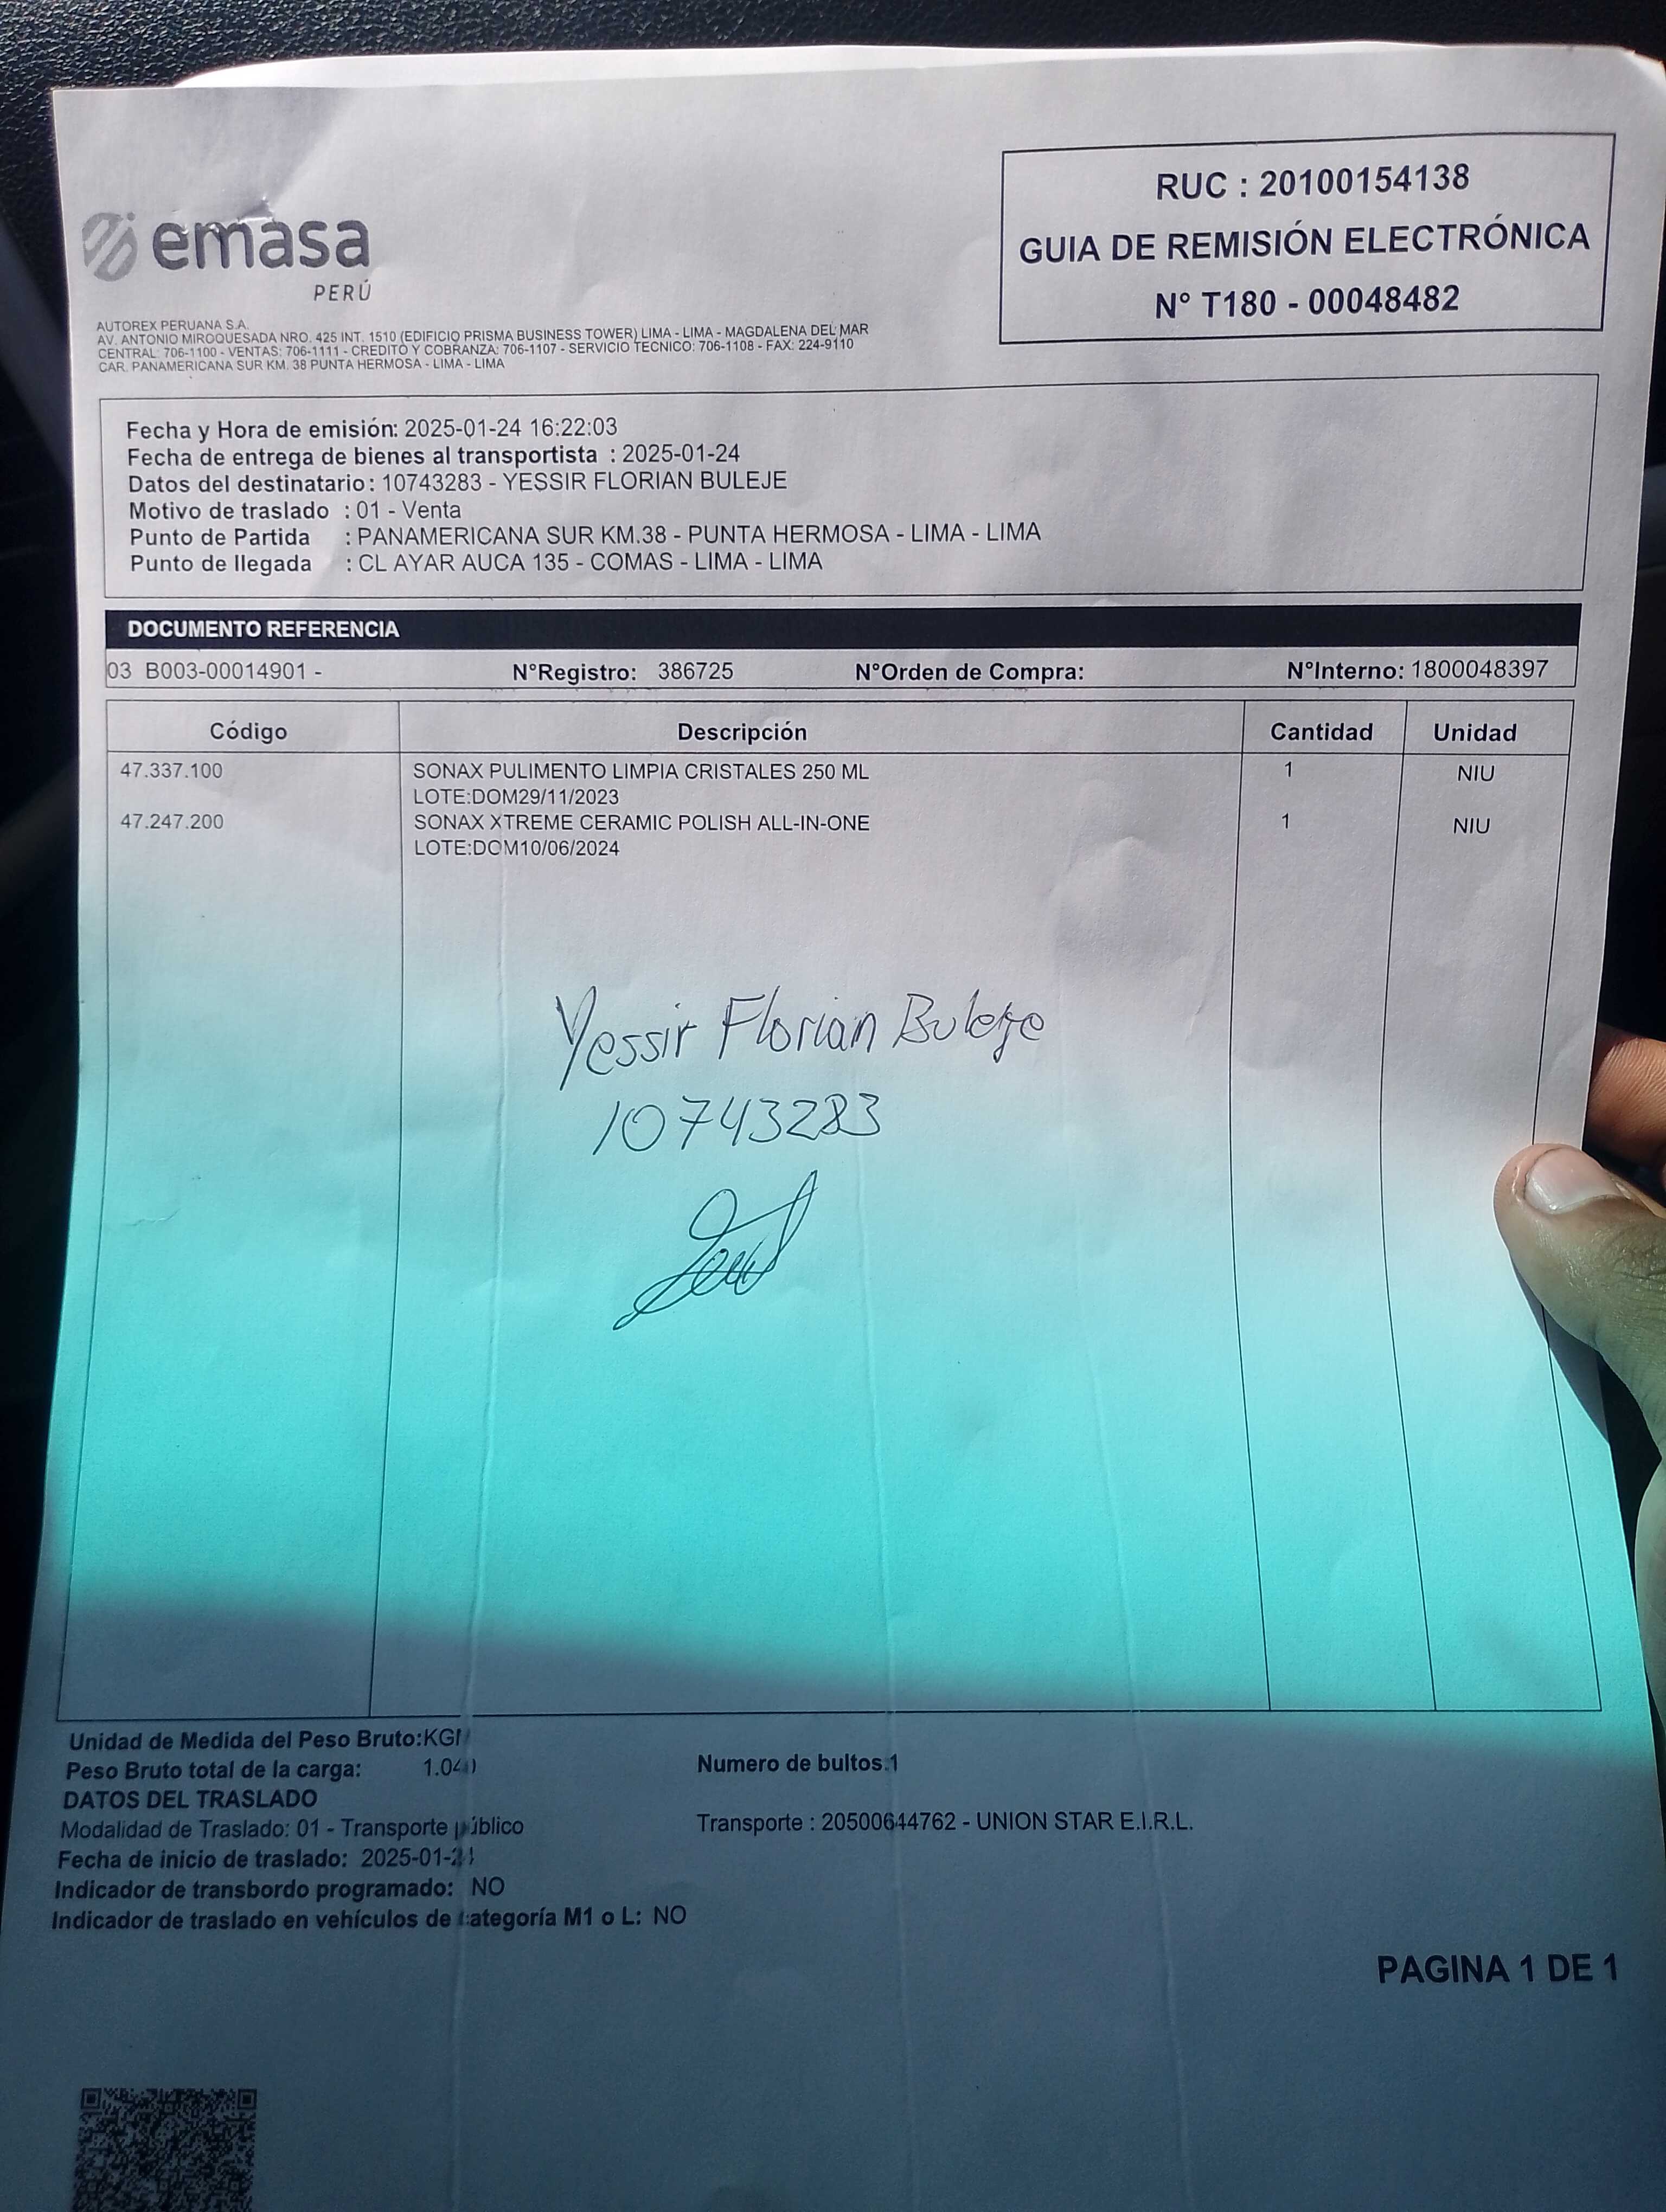 emasa
PERÚ
RUC : 20100154138
GUIA DE REMISIÓN ELECTRÓNICA
N° T180 - 00048482
AUTOREX PERUANA S.A.
AV. ANTONIO MIROQUESADA NRO. 425 INT. 1510 (EDIFICIO PRISMA BUSINESS TOWER) LIMA - LIMA - MAGDALENA DEL MAR
CENTRAL: 706-1100 - VENTAS: 706-1111 - CREDITO Y COBRANZA: 706-1107 - SERVICIO TECNICO: 706-1108 - FAX: 224-9110
CAR. PANAMERICANA SUR KM. 38 PUNTA HERMOSA - LIMA - LIMA
Fecha y Hora de emisión: 2025-01-24 16:22:03
Fecha de entrega de bienes al transportista : 2025-01-24
Datos del destinatario: 10743283 - YESSIR FLORIAN BULEJE
Motivo de traslado : 01 - Venta
Punto de Partida : PANAMERICANA SUR KM.38 - PUNTA HERMOSA - LIMA - LIMA
Punto de llegada : CL AYAR AUCA 135 - COMAS - LIMA - LIMA
DOCUMENTO REFERENCIA
03 B003-00014901 - N°Registro: 386725 N°Orden de Compra: N°Interno: 1800048397
Código Descripción Cantidad Unidad
47.337.100 SONAX PULIMENTO LIMPIA CRISTALES 250 ML 1 NIU
LOTE:DOM29/11/2023
47.247.200 SONAX XTREME CERAMIC POLISH ALL-IN-ONE 1 NIU
LOTE:DOM10/06/2024
Yessir Florian Buleje
10743283
Unidad de Medida del Peso Bruto:
Peso Bruto total de la carga: Numero de bultos:1
DATOS DEL TRASLADO
Modalidad de Traslado: 01 - Transporte público Transporte : 20500644762 - UNION STAR E.I.R.L.
Fecha de inicio de traslado:
Indicador de transbordo programado: NO
Indicador de traslado en vehículos de categoría M1 o L: NO
PAGINA 1 DE 1